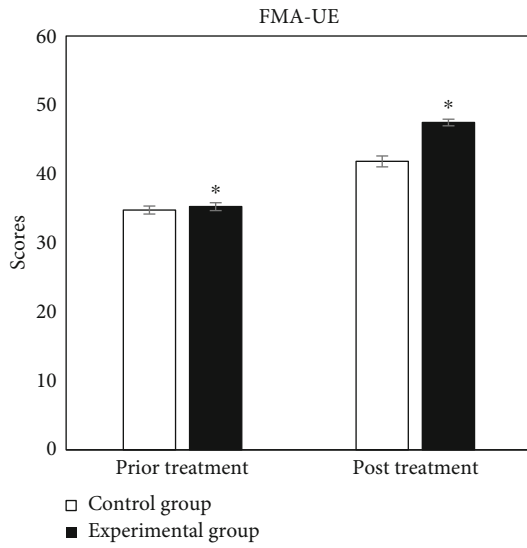 FMA-UE
60
50
40
30
20
10
0
Scores
*
*
Prior treatment
Post treatment
Control group
Experimental group